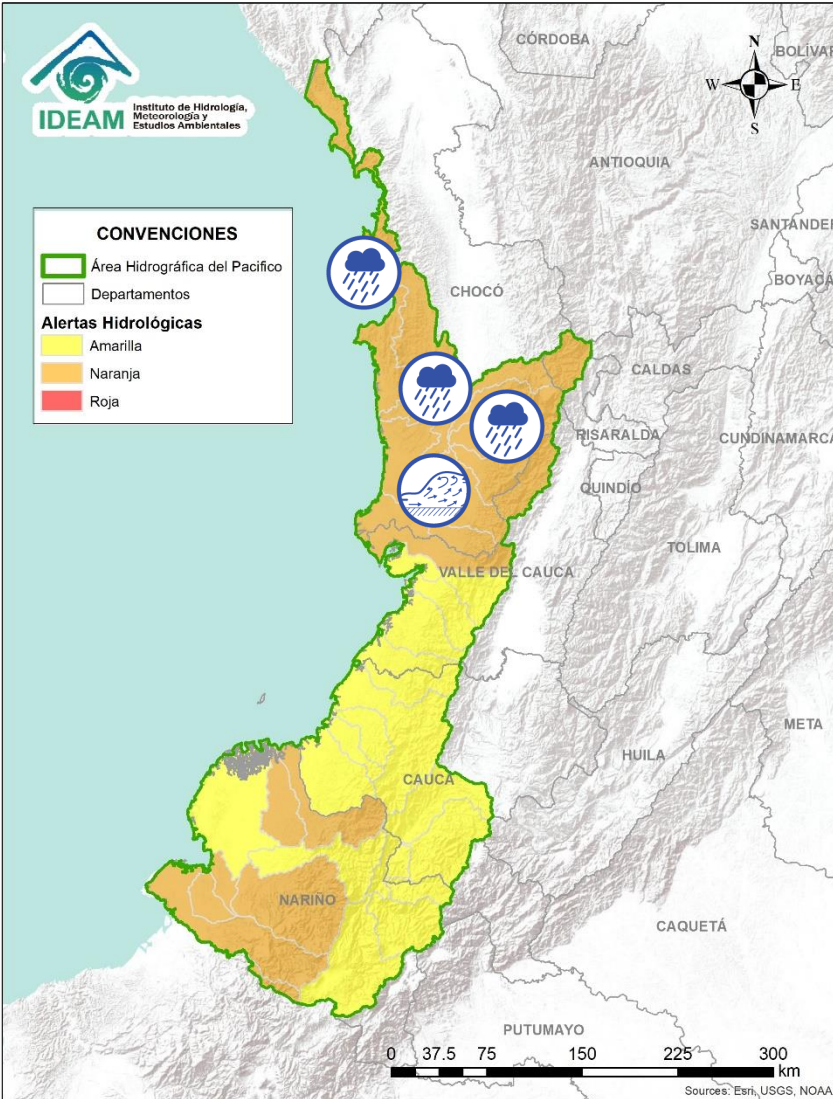 IDEAM
Instituto de Hidrología,
Meteorología y
Estudios Ambientales
CÓRDOBA
BOLÍVAR
N
W
E
S
ANTIOQUIA
SANTANDER
BOYACÁ
CONVENCIONES
Área Hidrográfica del Pacifico
Departamentos
Alertas Hidrológicas
Amarilla
Naranja
Roja
CHOCÓ
CALDAS
RISARALDA
CUNDINAMARCA
QUINDÍO
TOLIMA
VALLE DEL CAUCA
META
HUILA
CAUCA
NARIÑO
CAQUETÁ
PUTUMAYO
0 37.5 75 150 225 300
km
Sources: Esri, USGS, NOAA